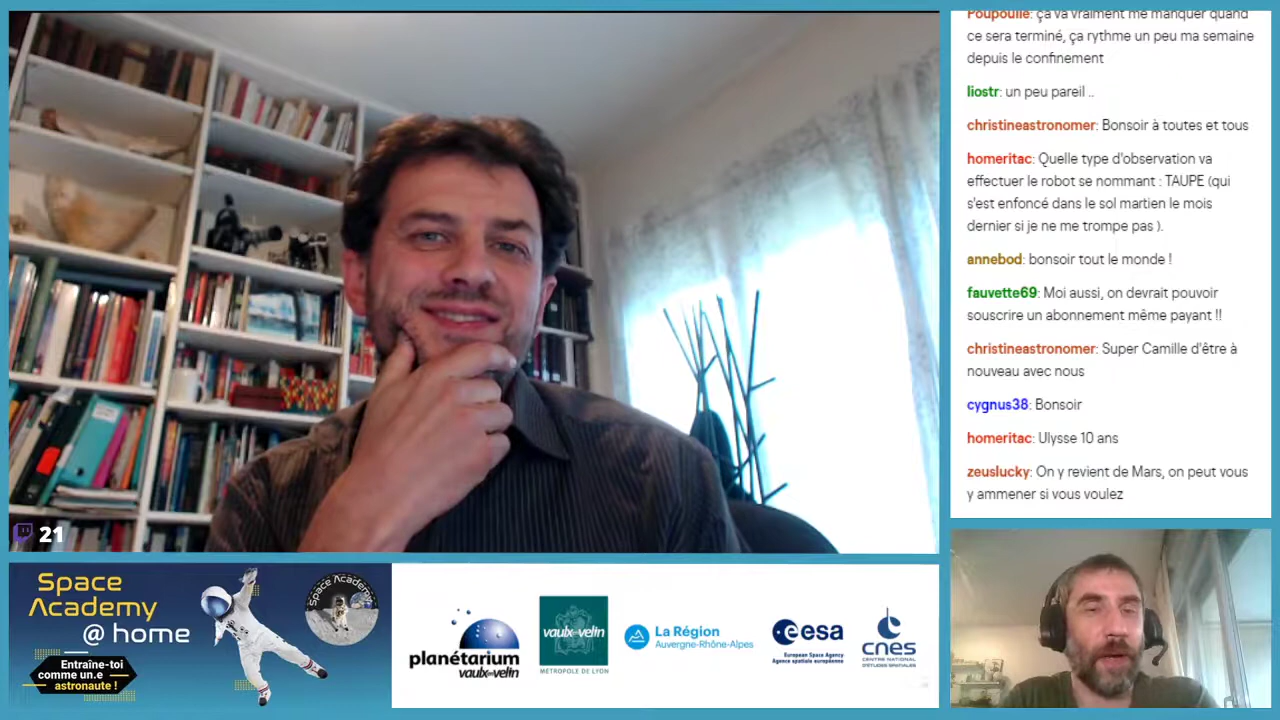 Poupoulie: ça va vraiment me manquer quand
ce sera terminé, ça rythme un peu ma semaine
depuis le confinement
liostr: un peu pareil ..
christineastronomer: Bonsoir à toutes et tous
homeritac: Quelle type d'observation va
effectuer le robot se nommant : TAUPE (qui
s'est enfoncé dans le sol martien le mois
dernier si je ne me trompe pas ).
annebod: bonsoir tout le monde !
fauvette69: Moi aussi, on devrait pouvoir
souscrire un abonnement même payant !!
christineastronomer: Super Camille d'être à
nouveau avec nous
cygnus38: Bonsoir
homeritac: Ulysse 10 ans
zeuslucky: On y revient de Mars, on peut vous
y ammener si vous voulez
21
Space
Academy
@ home
Entraîne-toi
comme un.e
astronaute !
Space Academy
planétarium
vaulx-en-velin
vaulx-en-velin
MÉTROPOLE DE LYON
La Région
Auvergne-Rhône-Alpes
esa
European Space Agency
Agence spatiale européenne
cnes
CENTRE NATIONAL
D'ÉTUDES SPATIALES